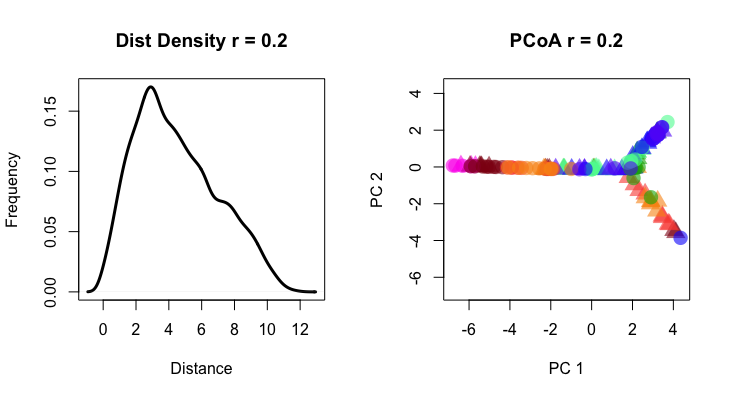 Dist Density r = 0.2
Frequency
0.15
0.10
0.05
0.00
0 2 4 6 8 10 12
Distance
PCoA r = 0.2
PC 2
4
2
0
-2
-4
-6
-6 -4 -2 0 2 4
PC 1